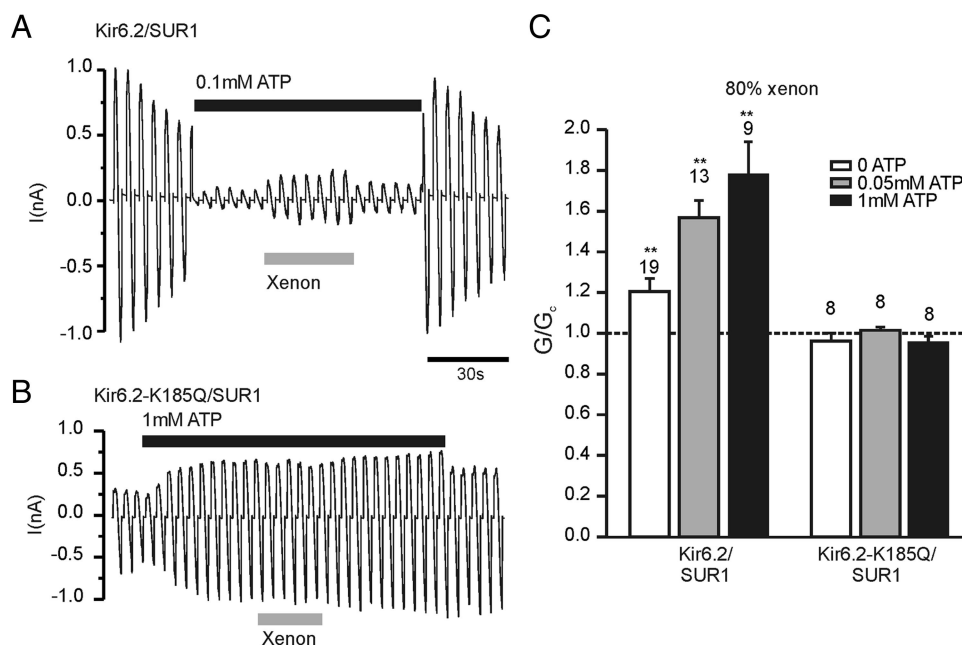 A
Kir6.2/SUR1
0.1mM ATP
1.0
0.5
0.0
-0.5
-1.0
I(nA)
Xenon
30s
B
Kir6.2-K185Q/SUR1
1mM ATP
1.0
0.5
0.0
-0.5
-1.0
I(nA)
Xenon
C
80% xenon
2.0
1.8
1.6
1.4
1.2
1.0
0.8
0.6
0.4
0.2
0.0
G/Gc
**
19
**
13
**
9
8
8
8
0 ATP
0.05mM ATP
1mM ATP
Kir6.2/
SUR1
Kir6.2-K185Q/
SUR1